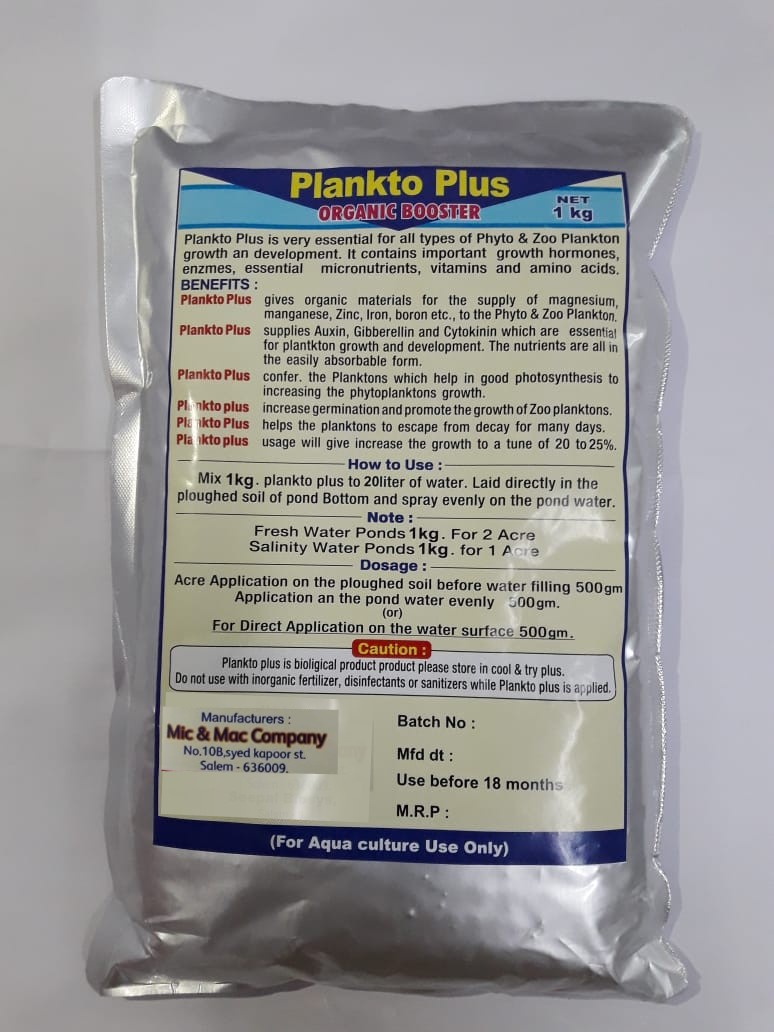 Plankto Plus
ORGANIC BOOSTER
NET
1 kg
Plankto Plus is very essential for all types of Phyto & Zoo Plankton
growth an development. It contains important growth hormones,
enzmes, essential micronutrients, vitamins and amino acids.
BENEFITS :
Plankto Plus gives organic materials for the supply of magnesium,
manganese, Zinc, Iron, boron etc., to the Phyto & Zoo Plankton.
Plankto Plus supplies Auxin, Gibberellin and Cytokinin which are essential
for plantkton growth and development. The nutrients are all in
the easily absorbable form.
Plankto Plus confer. the Planktons which help in good photosynthesis to
increasing the phytoplanktons growth.
Plankto plus increase germination and promote the growth of Zoo planktons.
Plankto Plus helps the planktons to escape from decay for many days.
Plankto plus usage will give increase the growth to a tune of 20 to 25%.
How to Use :
Mix 1kg. plankto plus to 20liter of water. Laid directly in the
ploughed soil of pond Bottom and spray evenly on the pond water.
Note :
Fresh Water Ponds 1kg. For 2 Acre
Salinity Water Ponds 1kg. for 1 Acre
Dosage :
Acre Application on the ploughed soil before water filling 500gm
Application an the pond water evenly 500gm.
(or)
For Direct Application on the water surface 500gm.
Caution :
Plankto plus is bioligical product product please store in cool & try plus.
Do not use with inorganic fertilizer, disinfectants or sanitizers while Plankto plus is applied.
Manufacturers :
Mic & Mac Company
No.10B,syed kapoor st.
Salem - 636009.
Batch No :
Mfd dt :
Use before 18 months
M.R.P :
(For Aqua culture Use Only)